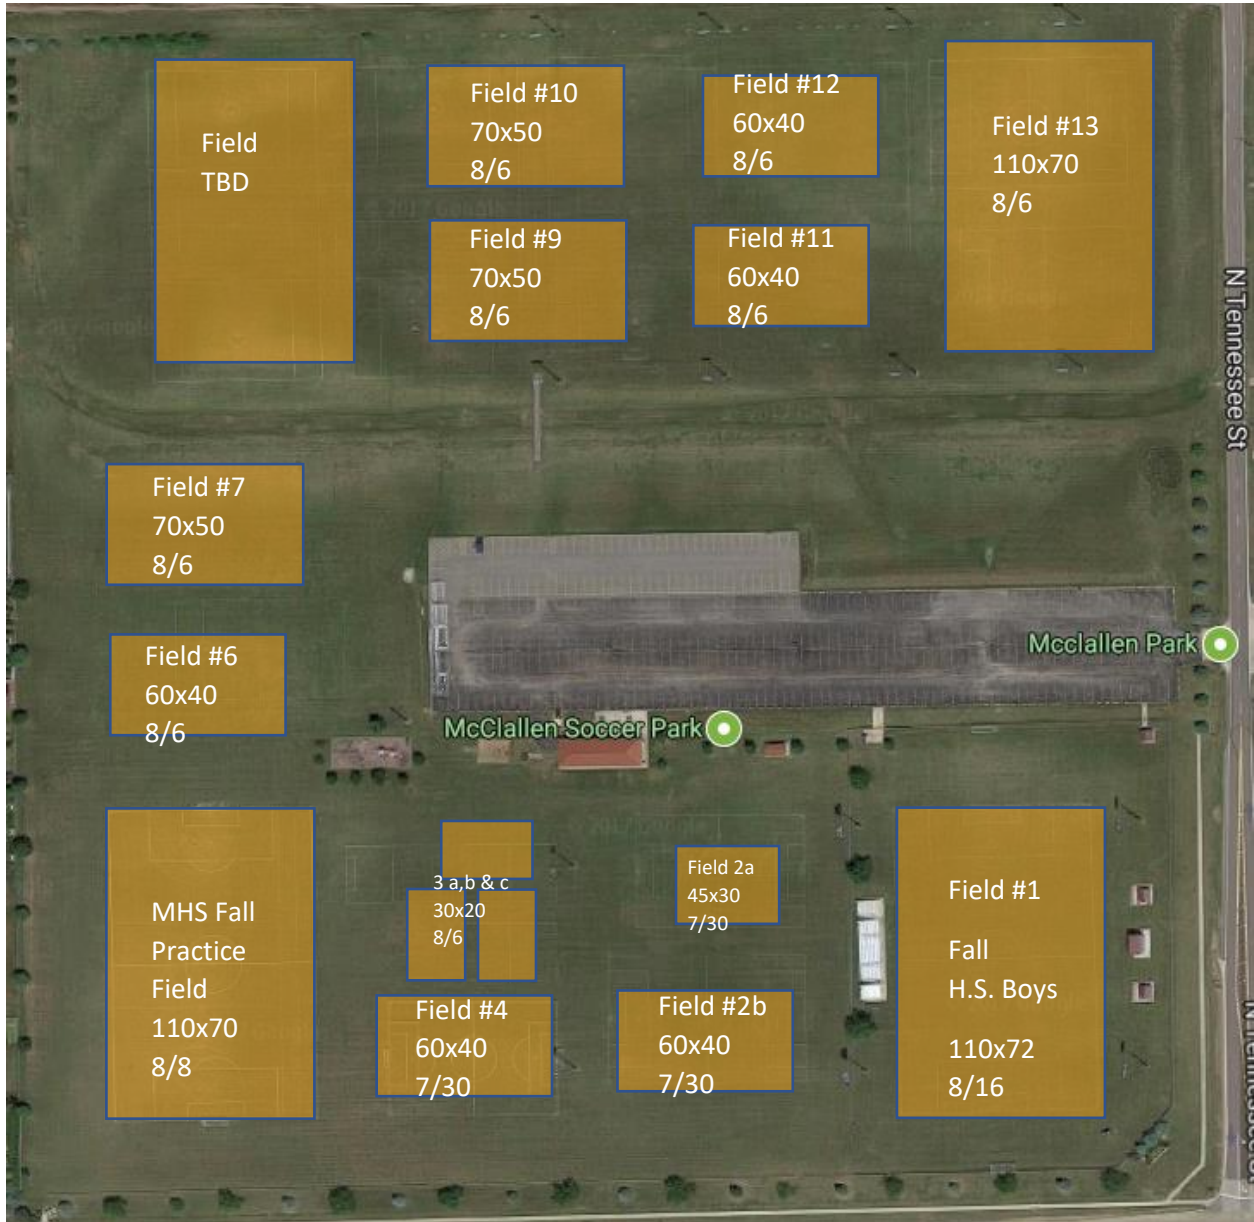 Field
TBD
Field #10
70x50
8/6
Field #12
60x40
8/6
Field #13
110x70
8/6
Field #9
70x50
8/6
Field #11
60x40
8/6
N Tennessee St
Field #7
70x50
8/6
Field #6
60x40
8/6
Mcclallen Park
McClallen Soccer Park
MHS Fall
Practice
Field
110x70
8/8
3 a,b & c
30x20
8/6
Field 2a
45x30
7/30
Field #4
60x40
7/30
Field #2b
60x40
7/30
Field #1
Fall
H.S. Boys
110x72
8/16
N Tennessee St